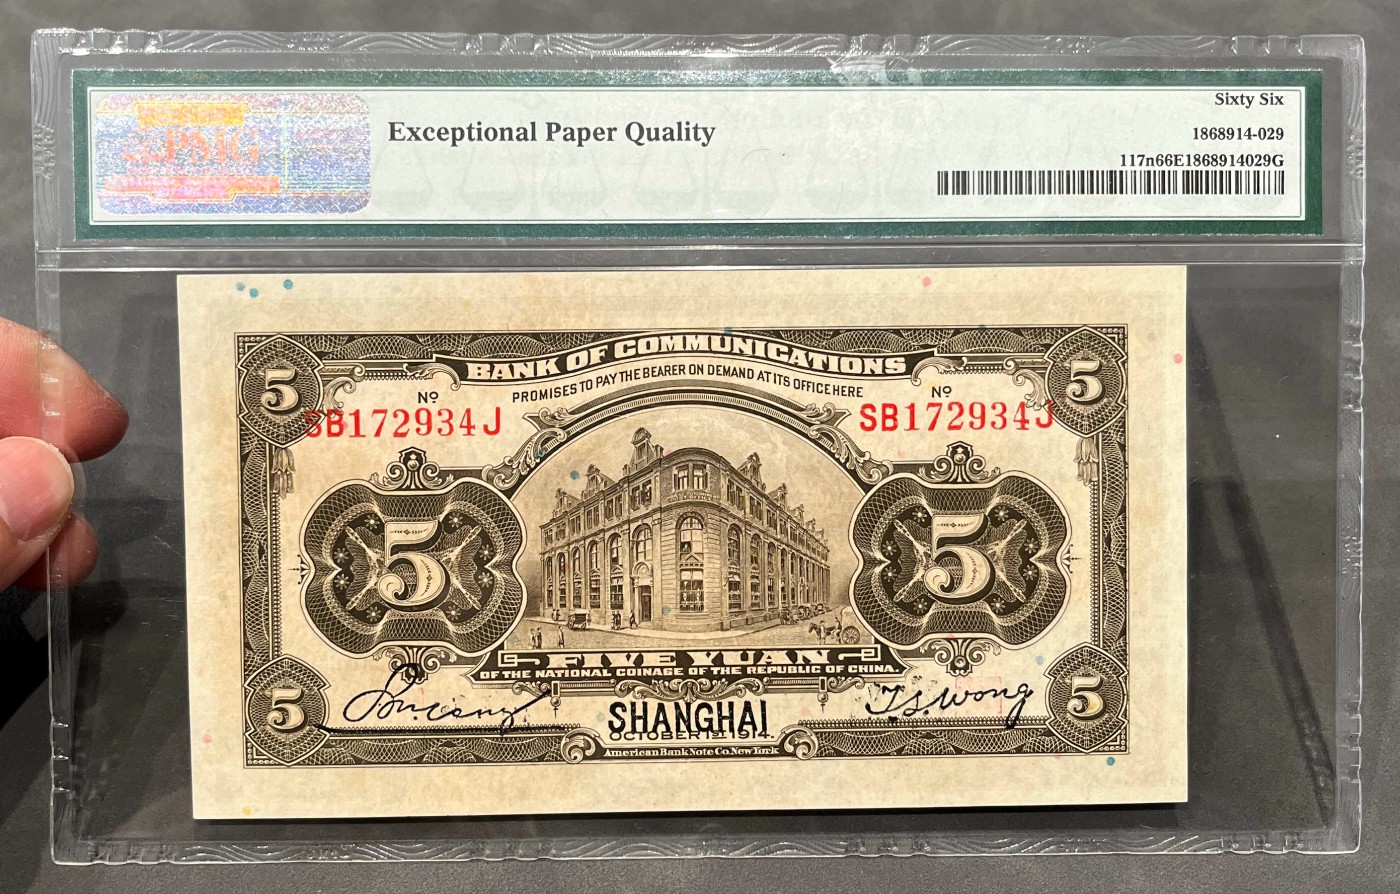 PMG
Exceptional Paper Quality
Sixty Six
1868914-029
117n66E1868914029G
BANK OF COMMUNICATIONS
PROMISES TO PAY THE BEARER ON DEMAND AT ITS OFFICE HERE
5 5
Nº Nº
SB172934J SB172934J
5 5
FIVE YUAN
OF THE NATIONAL COINAGE OF THE REPUBLIC OF CHINA.
5 T.S. Wong 5
SHANGHAI
OCTOBER 1ST 1914.
American Bank Note Co. New York